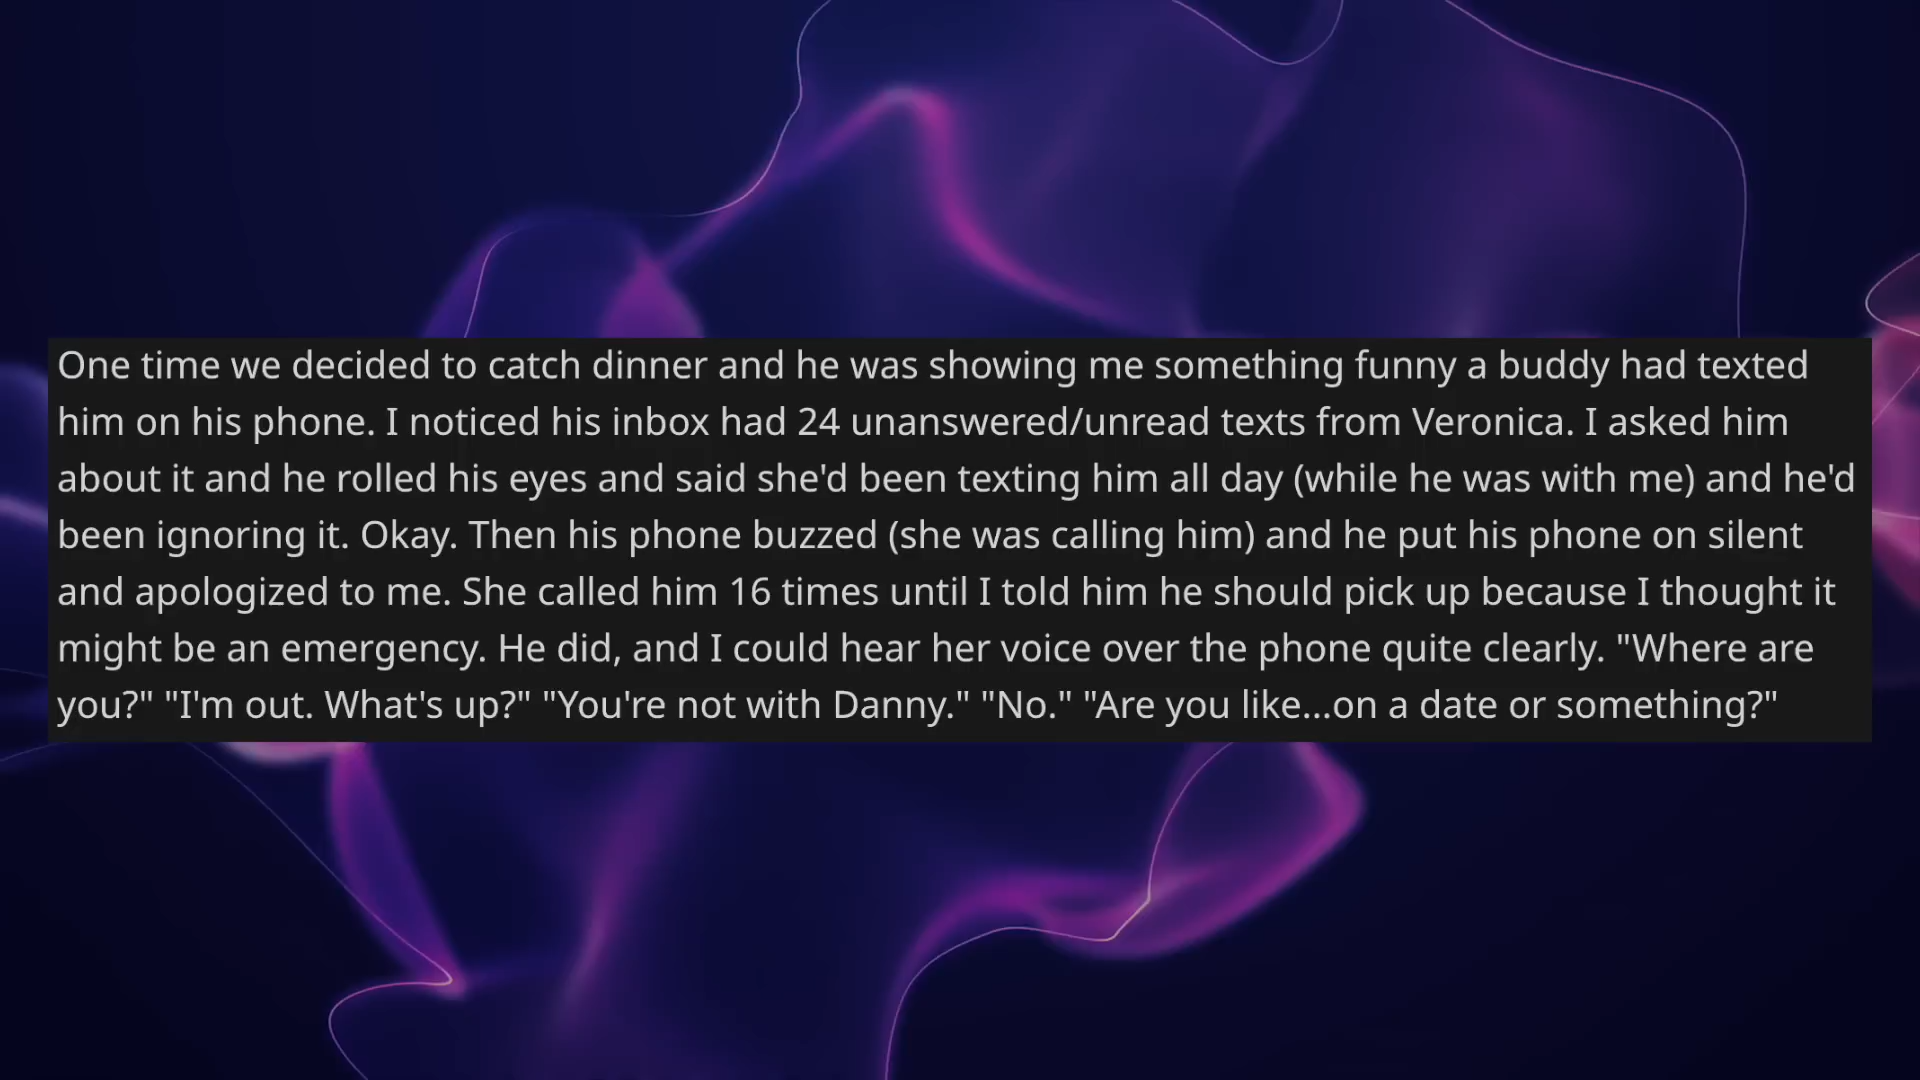 One time we decided to catch dinner and he was showing me something funny a buddy had texted
him on his phone. I noticed his inbox had 24 unanswered/unread texts from Veronica. I asked him
about it and he rolled his eyes and said she'd been texting him all day (while he was with me) and he'd
been ignoring it. Okay. Then his phone buzzed (she was calling him) and he put his phone on silent
and apologized to me. She called him 16 times until I told him he should pick up because I thought it
might be an emergency. He did, and I could hear her voice over the phone quite clearly. "Where are
you?" "I'm out. What's up?" "You're not with Danny." "No." "Are you like...on a date or something?"